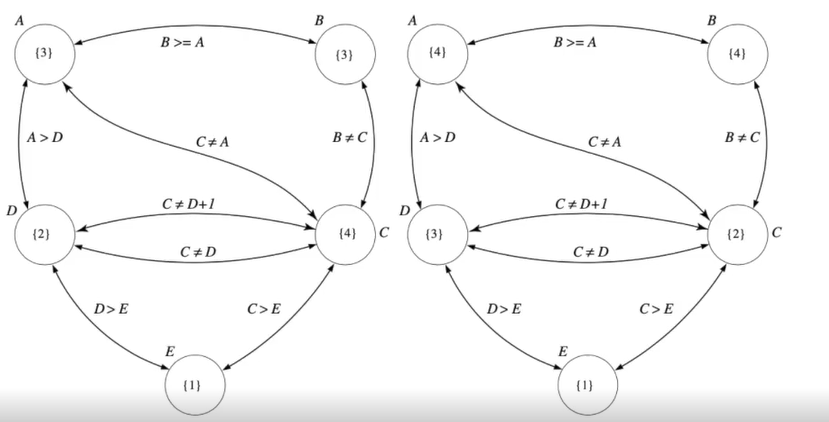 A B
{3} B >= A {3}
A > D C ≠ A B ≠ C
D C ≠ D+1
{2} {4} C
C ≠ D
D > E C > E
E
{1}
A B
{4} B >= A {4}
A > D C ≠ A B ≠ C
D C ≠ D+1
{3} {2} C
C ≠ D
D > E C > E
E
{1}